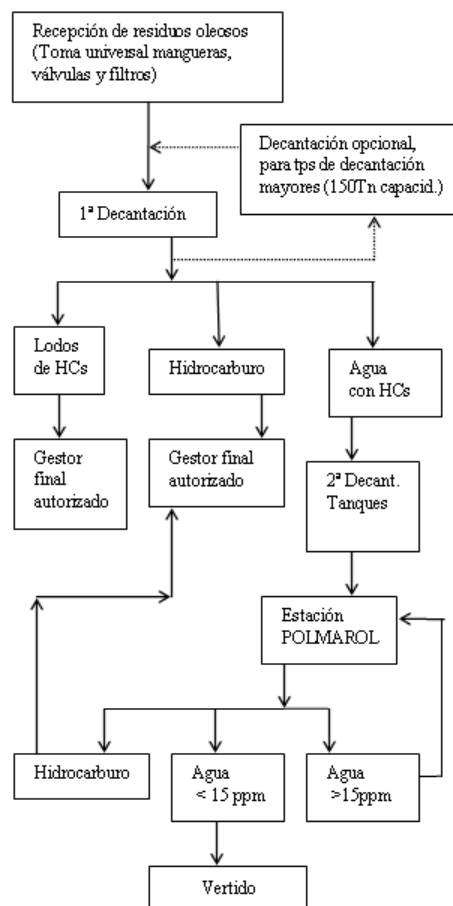 Recepción de residuos oleosos
(Toma universal mangueras,
válvulas y filtros)
Decantación opcional,
para tps de decantación
mayores (150Tn capacid.)
1ª Decantación
Lodos
de HCs
Hidrocarburo
Agua
con HCs
Gestor
final
autorizado
Gestor final
autorizado
2ª Decant.
Tanques
Estación
POLMAROL
Hidrocarburo
Agua
< 15 ppm
Agua
>15ppm
Vertido